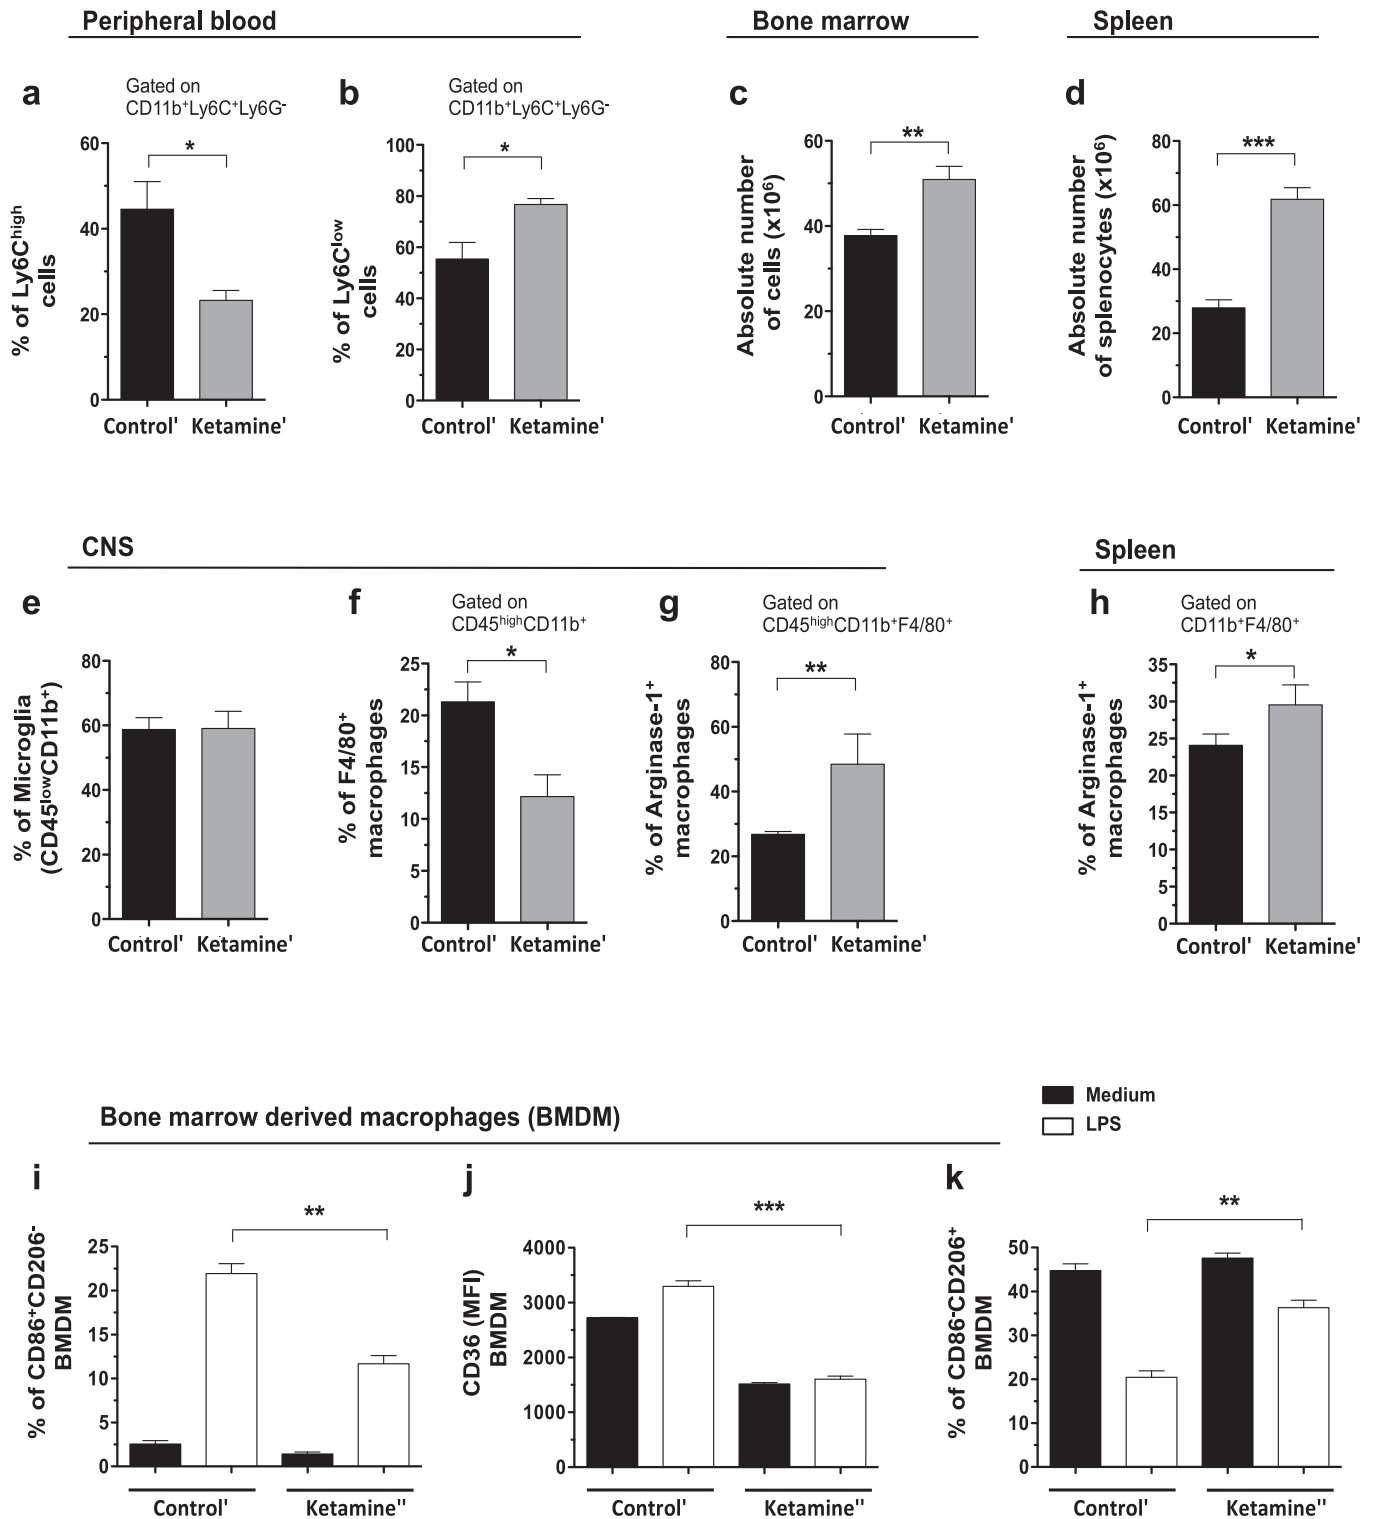 Peripheral blood
Bone marrow
Spleen
a
Gated on
CD11b⁺Ly6C⁺Ly6G⁻
% of Ly6Cʰⁱᵍʰ
cells
60
40
20
0
*
Control' Ketamine'
b
Gated on
CD11b⁺Ly6C⁺Ly6G⁻
% of Ly6Cˡᵒʷ
cells
100
80
60
40
20
0
*
Control' Ketamine'
c
Absolute number
of cells (x10⁶)
60
40
20
0
**
Control' Ketamine'
d
Absolute number
of splenocytes (x10⁶)
80
60
40
20
0
***
Control' Ketamine'
CNS
Spleen
e
% of Microglia
(CD45ˡᵒʷCD11b⁺)
80
60
40
20
0
Control' Ketamine'
f
Gated on
CD45ʰⁱᵍʰCD11b⁺
% of F4/80⁺
macrophages
25
20
15
10
5
0
*
Control' Ketamine'
g
Gated on
CD45ʰⁱᵍʰCD11b⁺F4/80⁺
% of Arginase-1⁺
macrophages
80
60
40
20
0
**
Control' Ketamine'
h
Gated on
CD11b⁺F4/80⁺
% of Arginase-1⁺
macrophages
35
30
25
20
15
10
5
0
*
Control' Ketamine'
Bone marrow derived macrophages (BMDM)
Medium
LPS
i
% of CD86⁺CD206⁻
BMDM
25
20
15
10
5
0
**
Control' Ketamine''
j
CD36 (MFI)
BMDM
4000
3000
2000
1000
0
***
Control' Ketamine''
k
% of CD86⁻CD206⁺
BMDM
50
40
30
20
10
0
**
Control' Ketamine''